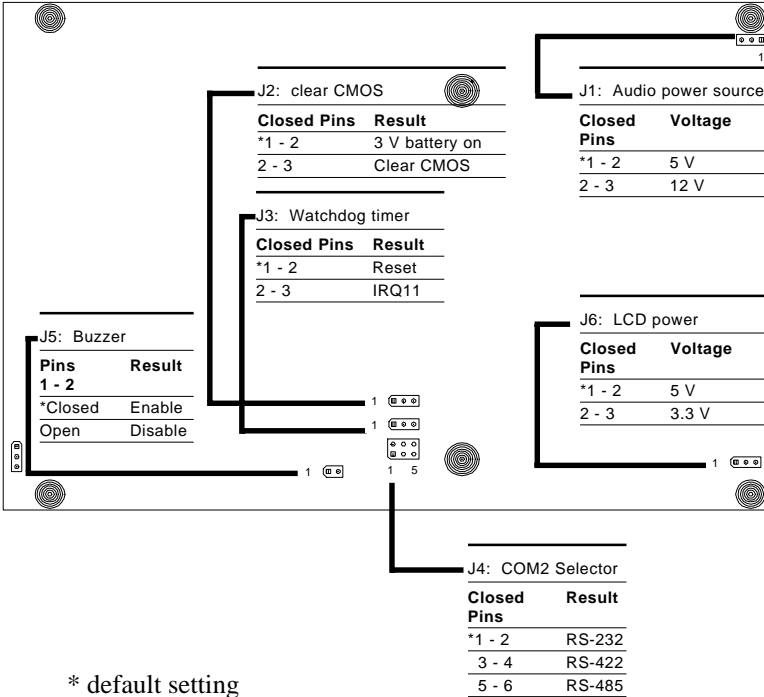 1
J2: clear CMOS
Closed Pins Result
*1 - 2 3 V battery on
2 - 3 Clear CMOS
J1: Audio power source
Closed Pins Voltage
*1 - 2 5 V
2 - 3 12 V
J3: Watchdog timer
Closed Pins Result
*1 - 2 Reset
2 - 3 IRQ11
J5: Buzzer
Pins 1 - 2 Result
*Closed Enable
Open Disable
J6: LCD power
Closed Pins Voltage
*1 - 2 5 V
2 - 3 3.3 V
1
1
1 5
1
1
J4: COM2 Selector
Closed Pins Result
*1 - 2 RS-232
3 - 4 RS-422
5 - 6 RS-485
* default setting